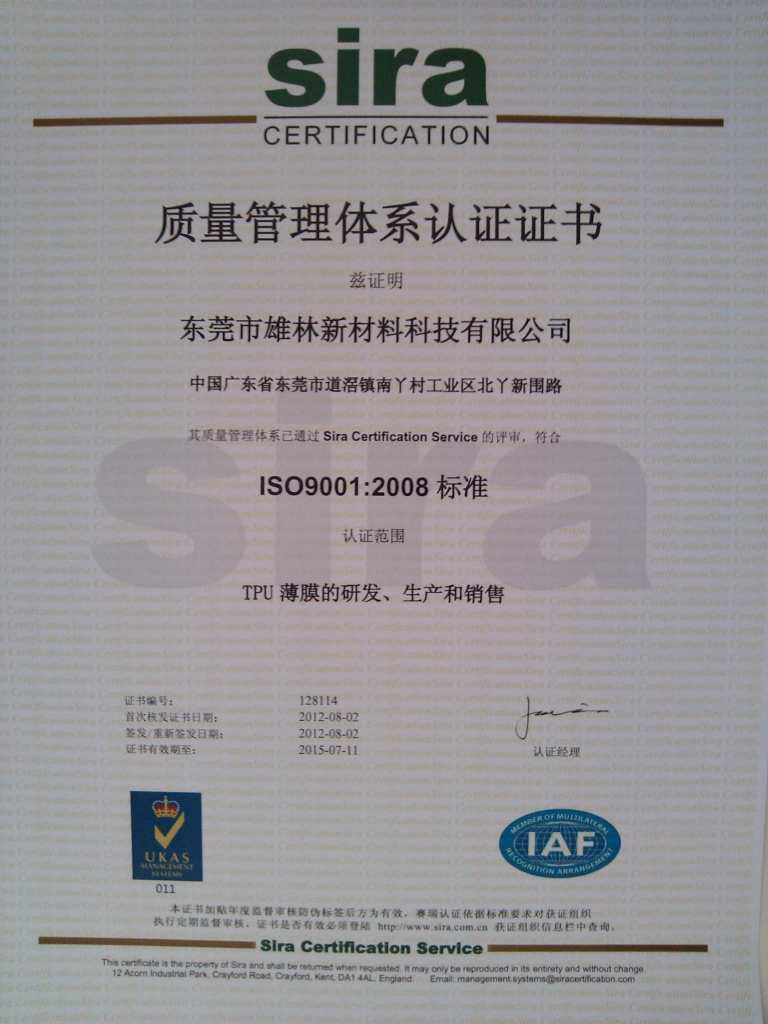 sira
CERTIFICATION
质量管理体系认证证书
兹证明
东莞市雄林新材料科技有限公司
中国广东省东莞市道滘镇南丫村工业区北丫新围路
其质量管理体系已通过 Sira Certification Service 的评审，符合
ISO9001:2008 标准
认证范围
TPU 薄膜的研发、生产和销售
证书编号： 128114
首次核发证书日期： 2012-08-02
签发/重新签发日期： 2012-08-02
证书有效期至： 2015-07-11
认证经理
UKAS
MANAGEMENT
SYSTEMS
011
MEMBER OF MULTILATERAL
IAF
RECOGNITION ARRANGEMENT
本证书加贴年度监督审核防伪标签后方为有效。赛瑞认证依据标准要求对获证组织
执行定期监督审核。证书是否有效必须登陆 http://www.sira.com.cn 获证组织信息栏中查询。
Sira Certification Service
This certificate is the property of Sira and shall be returned when requested. It may only be reproduced in its entirety and without change.
12 Acorn Industrial Park, Crayford Road, Crayford, Kent, DA1 4AL, England Email: management.systems@siracertification.com